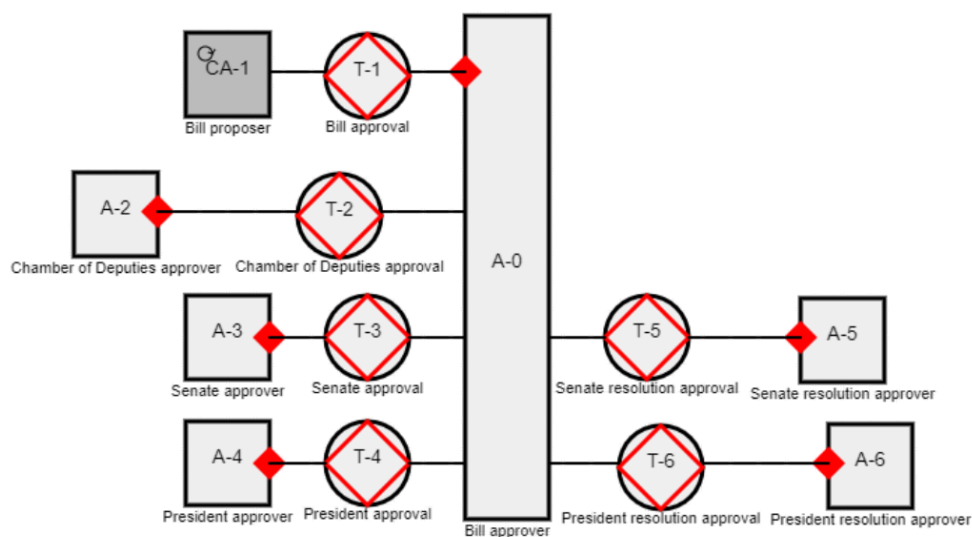 CA-1
Bill proposer
T-1
Bill approval
A-2
Chamber of Deputies approver
T-2
Chamber of Deputies approval
A-0
Bill approver
A-3
Senate approver
T-3
Senate approval
T-5
Senate resolution approval
A-5
Senate resolution approver
A-4
President approver
T-4
President approval
T-6
President resolution approval
A-6
President resolution approver